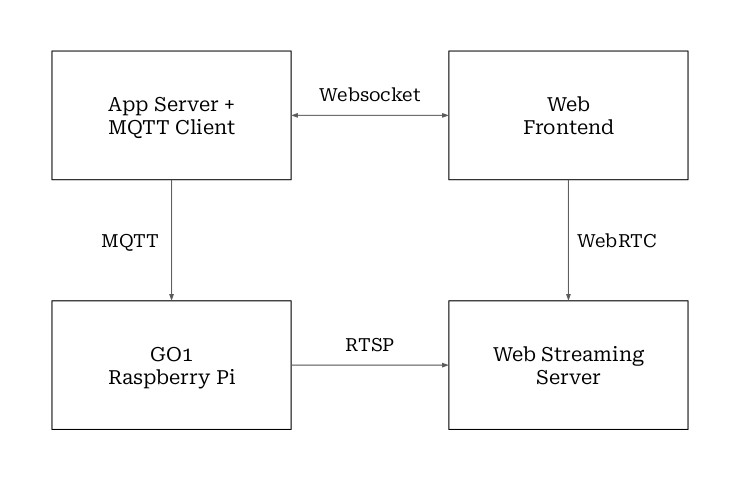 App Server +
MQTT Client
Websocket
Web
Frontend
MQTT
WebRTC
GO1
Raspberry Pi
RTSP
Web Streaming
Server